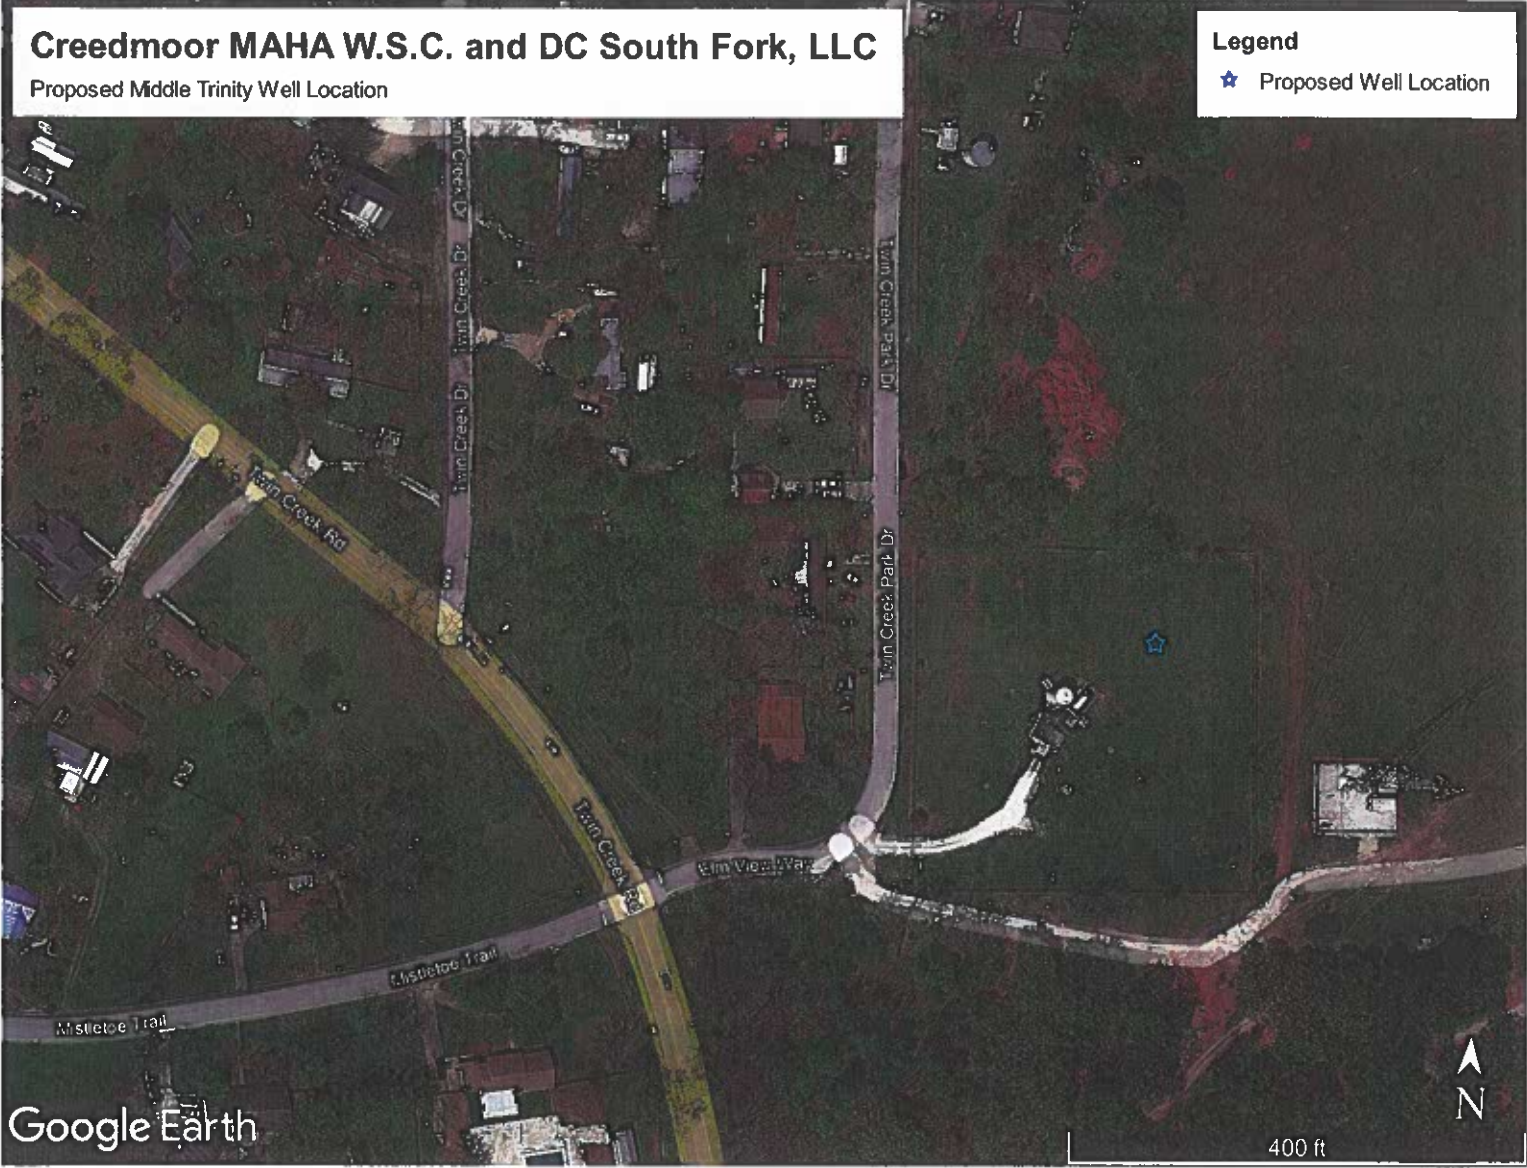 Creedmoor MAHA W.S.C. and DC South Fork, LLC
Proposed Middle Trinity Well Location
Legend
Proposed Well Location
Twin Creek Dr
Twin Creek Dr
Twin Creek Dr
Twin Creek Park Dr
Twin Creek Park Dr
Twin Creek Rd
Twin Creek Rd
Elm View Way
Mistletoe Trail
Mistletoe Trail
N
Google Earth
400 ft